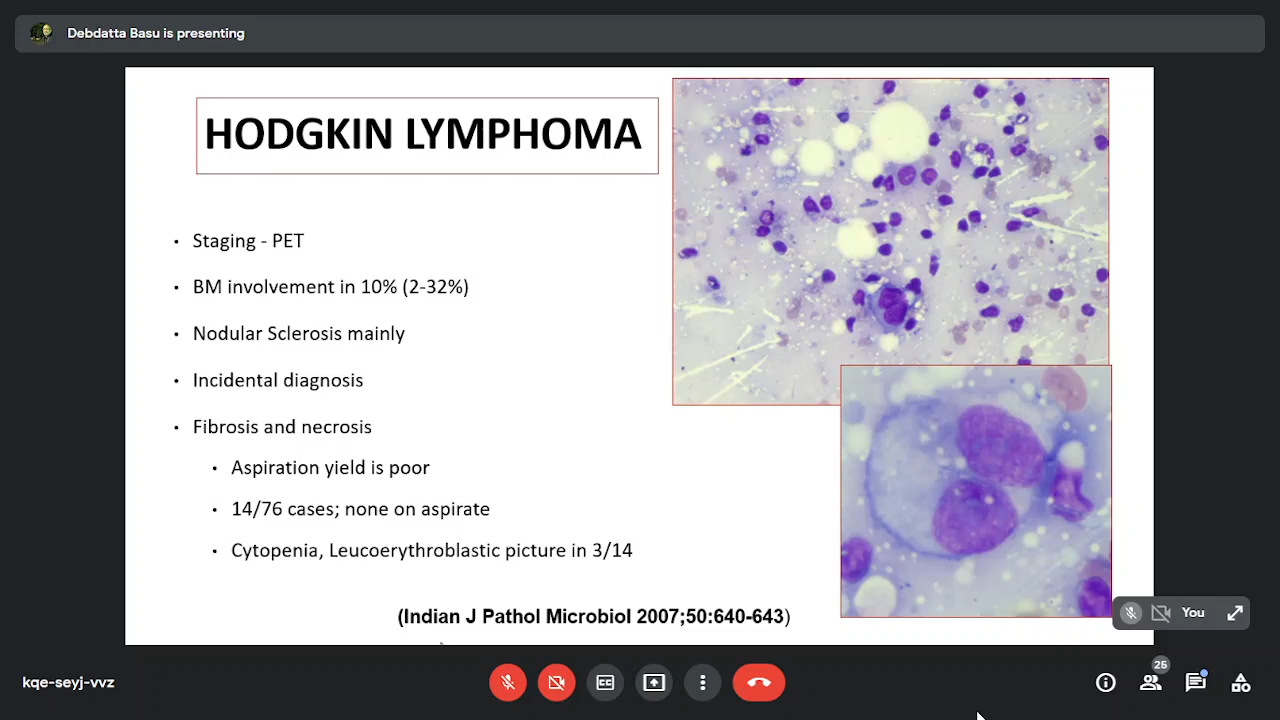 Debdatta Basu is presenting
HODGKIN LYMPHOMA
• Staging - PET
• BM involvement in 10% (2-32%)
• Nodular Sclerosis mainly
• Incidental diagnosis
• Fibrosis and necrosis
• Aspiration yield is poor
• 14/76 cases; none on aspirate
• Cytopenia, Leucoerythroblastic picture in 3/14
(Indian J Pathol Microbiol 2007;50:640-643)
You
kqe-seyj-vvz
CC
25